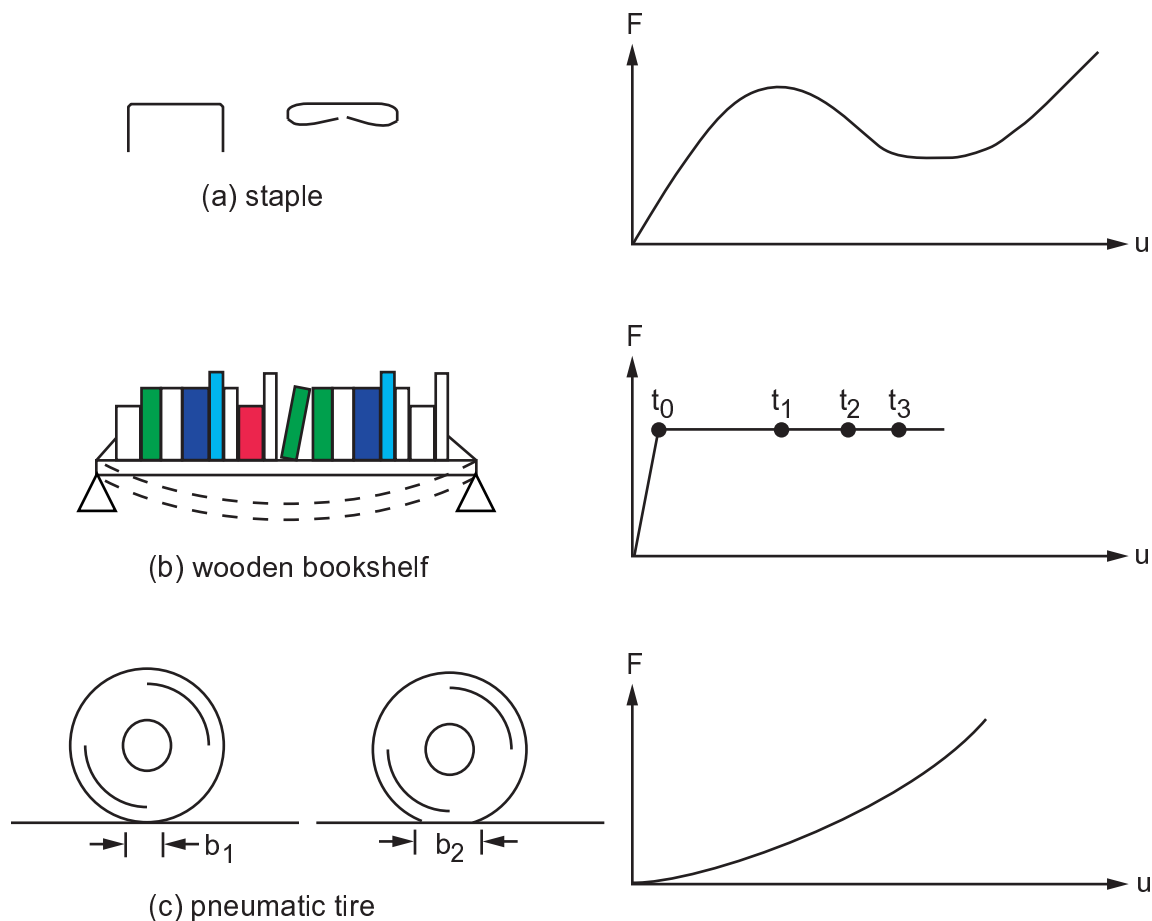 F
u
(a) staple
F
t0 t1 t2 t3
u
(b) wooden bookshelf
F
u
b1 b2
(c) pneumatic tire